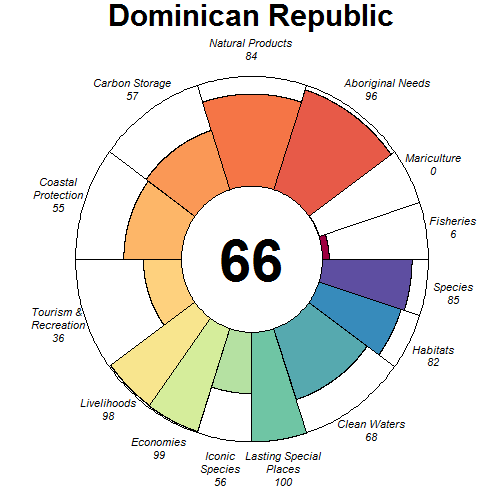 Dominican Republic
Natural Products
84
Carbon Storage
57
Aboriginal Needs
96
Mariculture
0
Coastal
Protection
55
Fisheries
6
66
Species
85
Tourism &
Recreation
36
Habitats
82
Livelihoods
98
Clean Waters
68
Economies
99
Iconic
Species
56
Lasting Special
Places
100